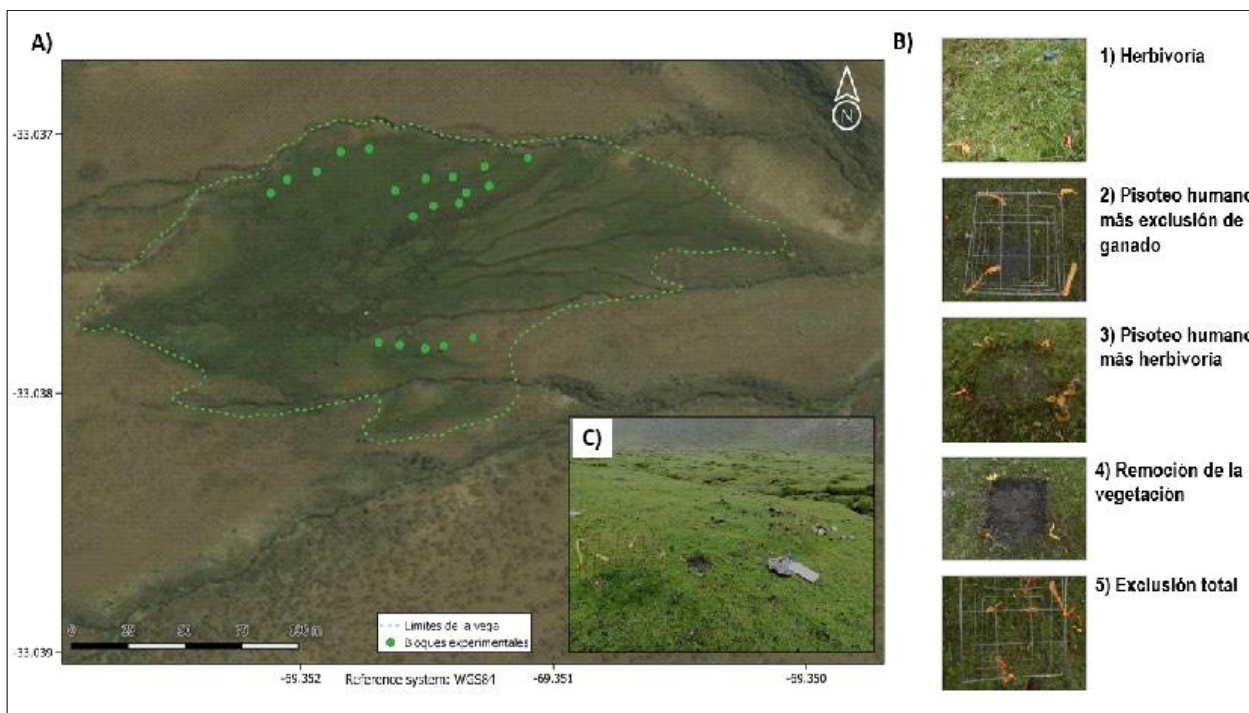 A)
B)
1) Herbivoría
-33.037
N
2) Pisoteo humano
más exclusión de
ganado
3) Pisoteo humano
más herbivoría
-33.038
C)
4) Remoción de la
vegetación
5) Exclusión total
Límites de la vega
Bloques experimentales
0 25 50 75 100 m
-33.039
-69.352
Reference system: WGS84
-69.351
-69.350